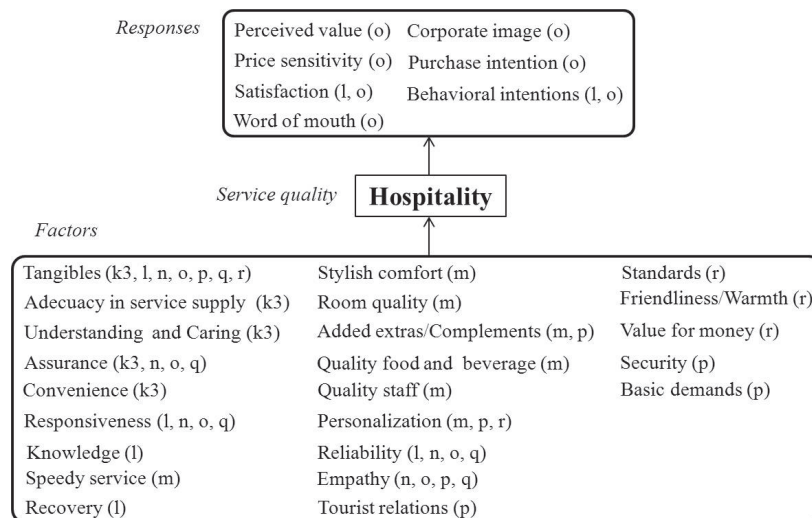 Responses
Perceived value (o)
Price sensitivity (o)
Satisfaction (l, o)
Word of mouth (o)
Corporate image (o)
Purchase intention (o)
Behavioral intentions (l, o)
Service quality
Hospitality
Factors
Tangibles (k3, l, n, o, p, q, r)
Adecuacy in service supply (k3)
Understanding and Caring (k3)
Assurance (k3, n, o, q)
Convenience (k3)
Responsiveness (l, n, o, q)
Knowledge (l)
Speedy service (m)
Recovery (l)
Stylish comfort (m)
Room quality (m)
Added extras/Complements (m, p)
Quality food and beverage (m)
Quality staff (m)
Personalization (m, p, r)
Reliability (l, n, o, q)
Empathy (n, o, p, q)
Tourist relations (p)
Standards (r)
Friendliness/Warmth (r)
Value for money (r)
Security (p)
Basic demands (p)